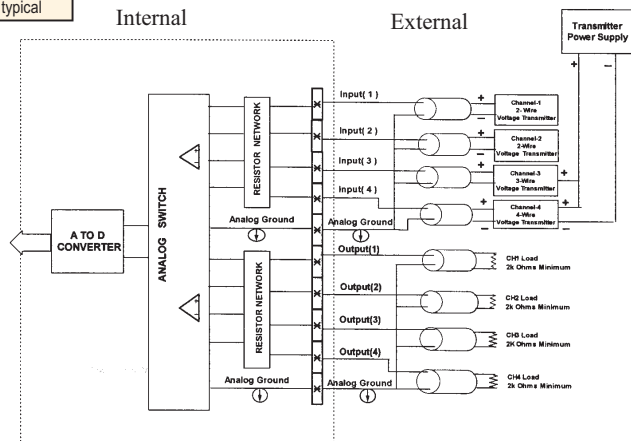 typical
Internal
External
Transmitter
Power Supply
+
–
Input( 1 )
Input( 2 )
Input( 3 )
Input( 4 )
Analog Ground
Analog Ground
+
–
Channel-1
2- Wire
Voltage Transmitter
+
–
Channel-2
2-Wire
Voltage Transmitter
+
–
Channel-3
3-Wire
Voltage Transmitter
+
+
–
Channel-4
4-Wire
Voltage Transmitter
+
–
RESISTOR NETWORK
ANALOG SWITCH
A TO D
CONVERTER
Output(1)
Output(2)
Output(3)
Output(4)
RESISTOR NETWORK
Analog Ground
Analog Ground
CH1 Load
2k Ohms Minimum
CH2 Load
2k Ohms Minimum
CH3 Load
2K Ohms Minimum
CH4 Load
2k Ohms Minimum